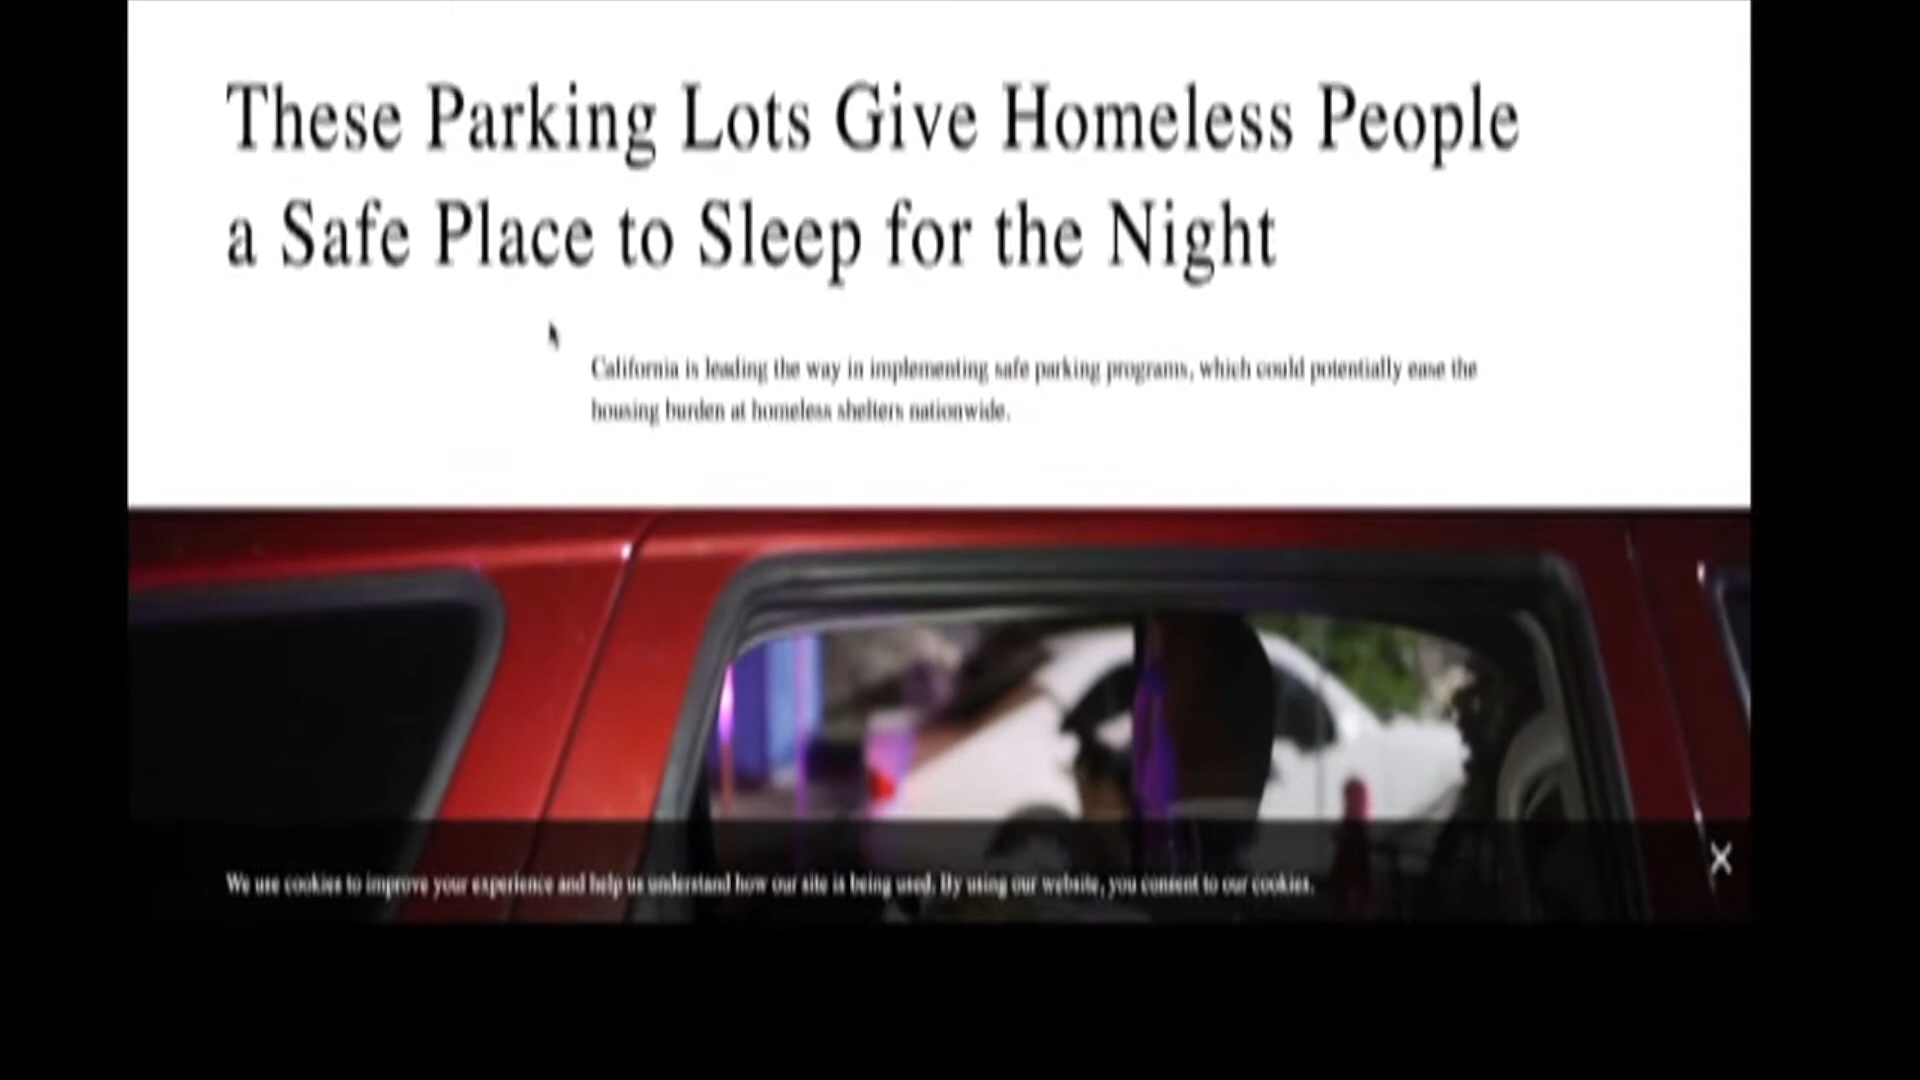 These Parking Lots Give Homeless People
a Safe Place to Sleep for the Night
California is leading the way in implementing safe parking programs, which could potentially ease the
housing burden at homeless shelters nationwide.
We use cookies to improve your experience and help us understand how our site is being used. By using our website, you consent to our cookies.